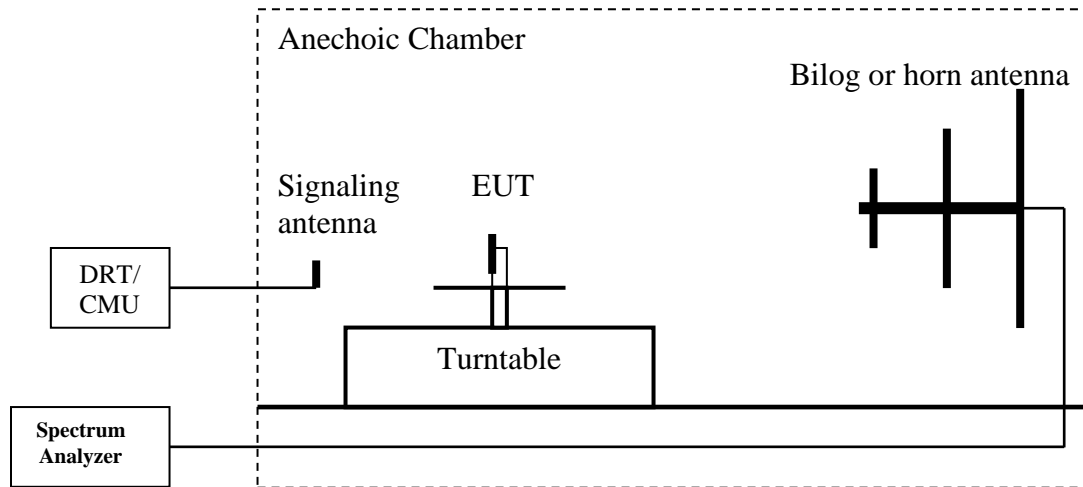 Anechoic Chamber
Bilog or horn antenna
Signaling
antenna
EUT
DRT/
CMU
Turntable
Spectrum
Analyzer